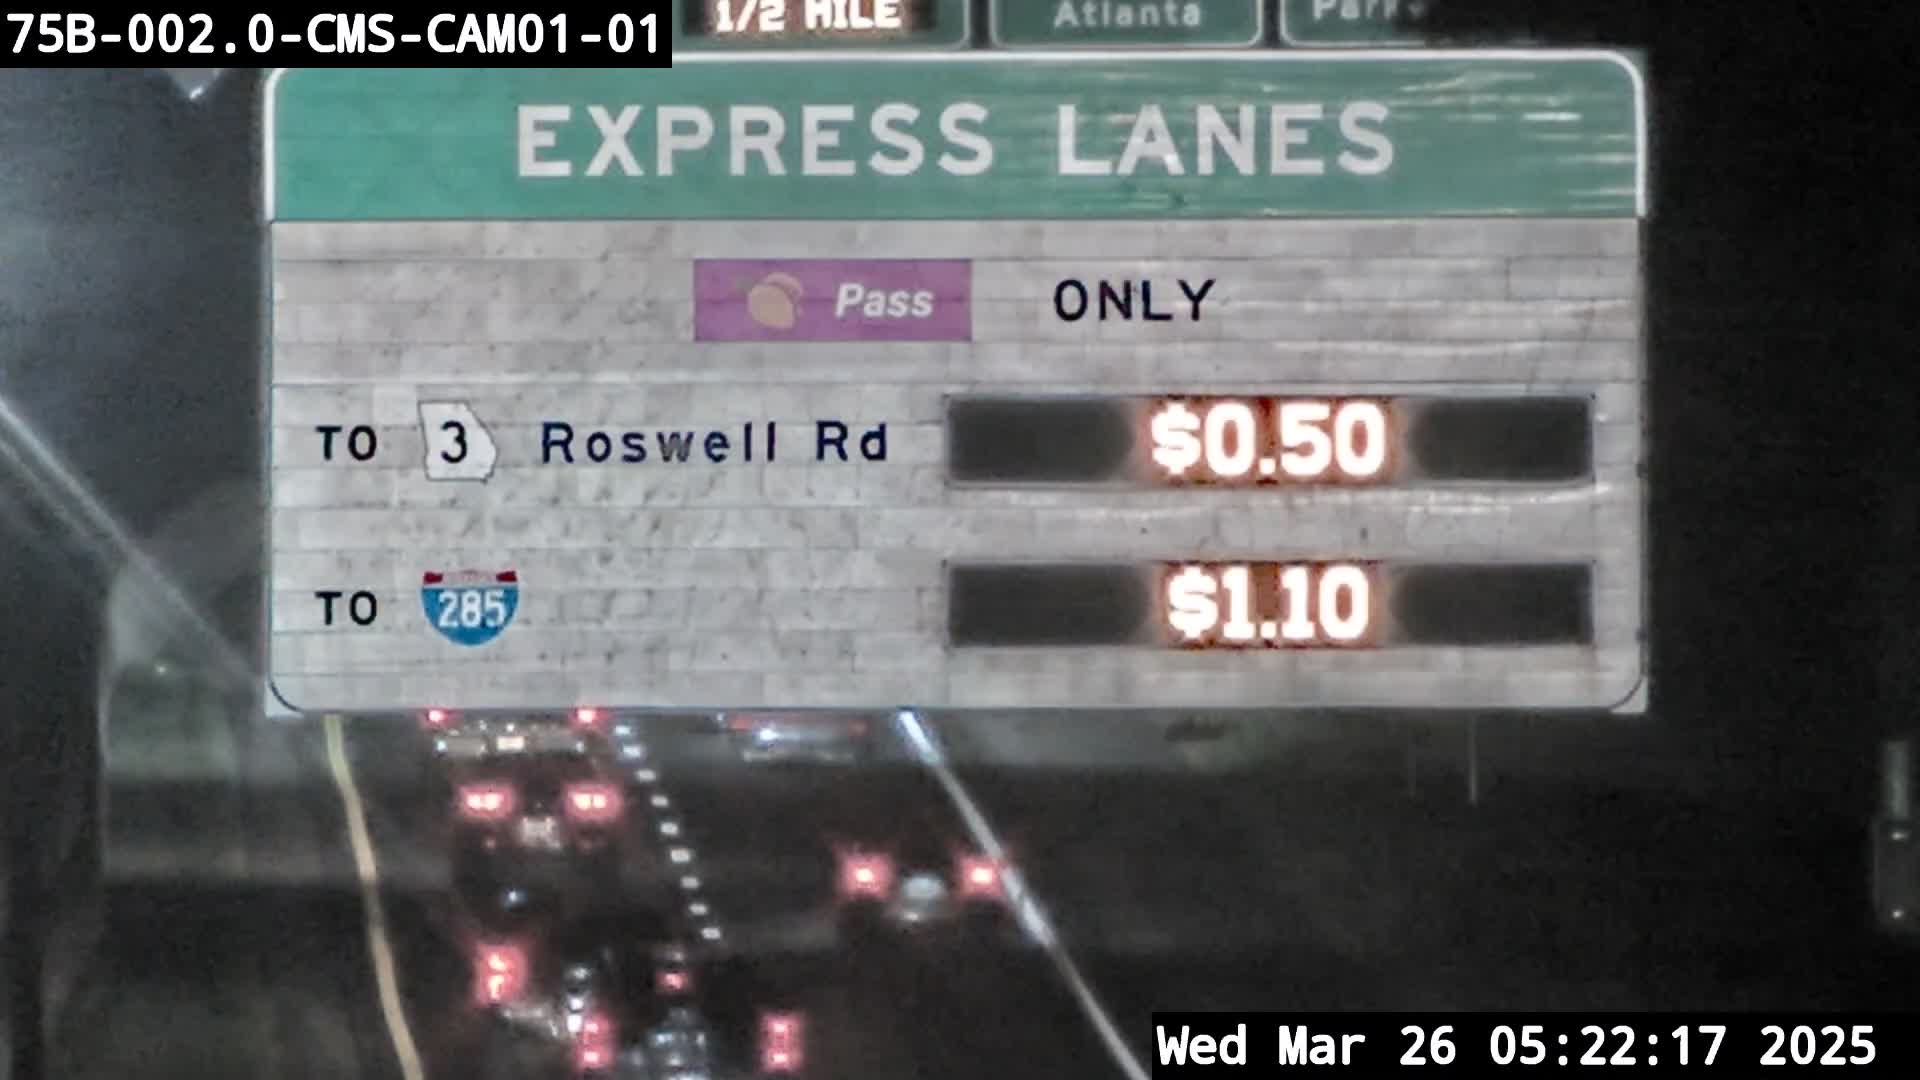 75B-002.0-CMS-CAM01-01
1/2 MILE
Atlanta
EXPRESS LANES
Pass ONLY
TO 3 Roswell Rd $0.50
TO 285 $1.10
Wed Mar 26 05:22:17 2025